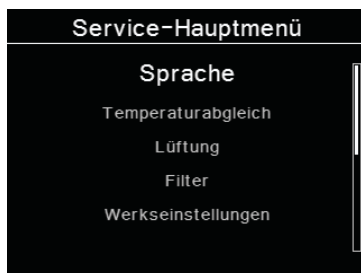 Service-Hauptmenü
Sprache
Temperaturabgleich
Lüftung
Filter
Werkseinstellungen